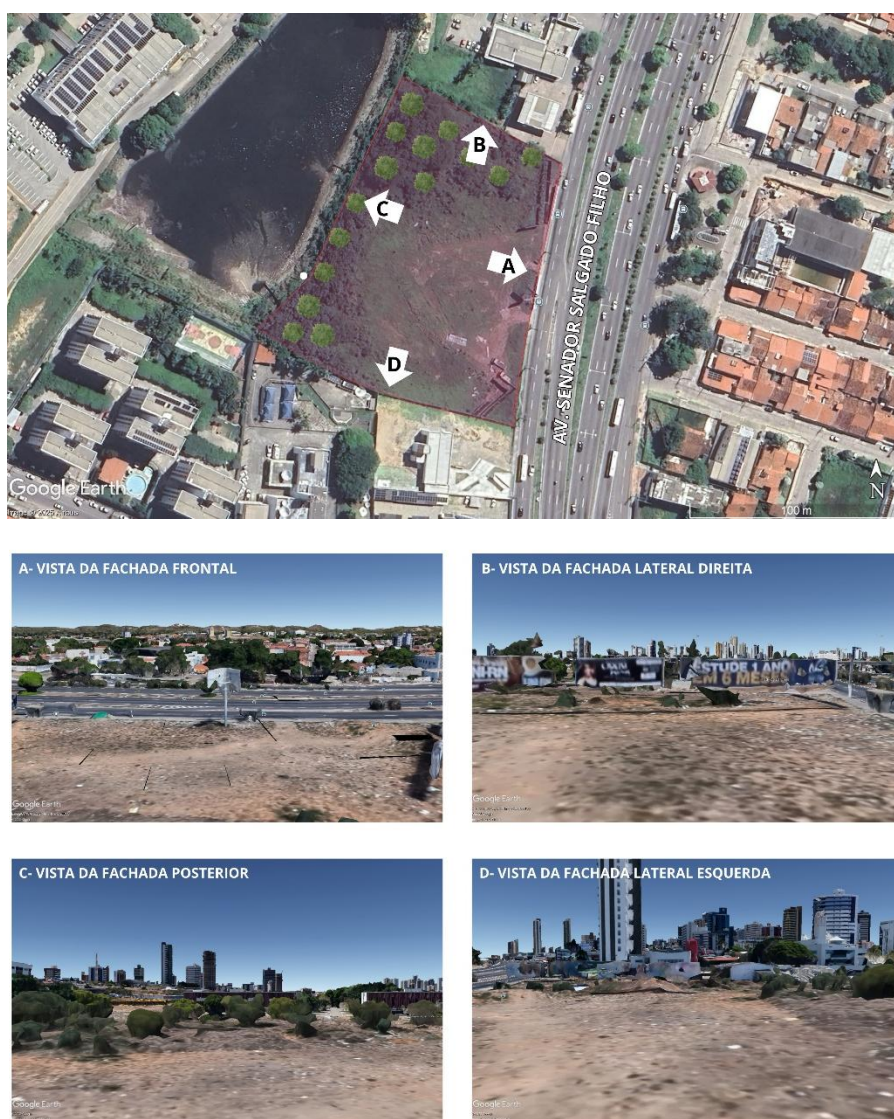 B
C
A
D
AV. SENADOR SALGADO FILHO
Google Earth
N
100 m
A- VISTA DA FACHADA FRONTAL
Google Earth
B- VISTA DA FACHADA LATERAL DIREITA
ESTUDE 1 ANO
EM 6 MESES
Google Earth
C- VISTA DA FACHADA POSTERIOR
Google Earth
D- VISTA DA FACHADA LATERAL ESQUERDA
Google Earth